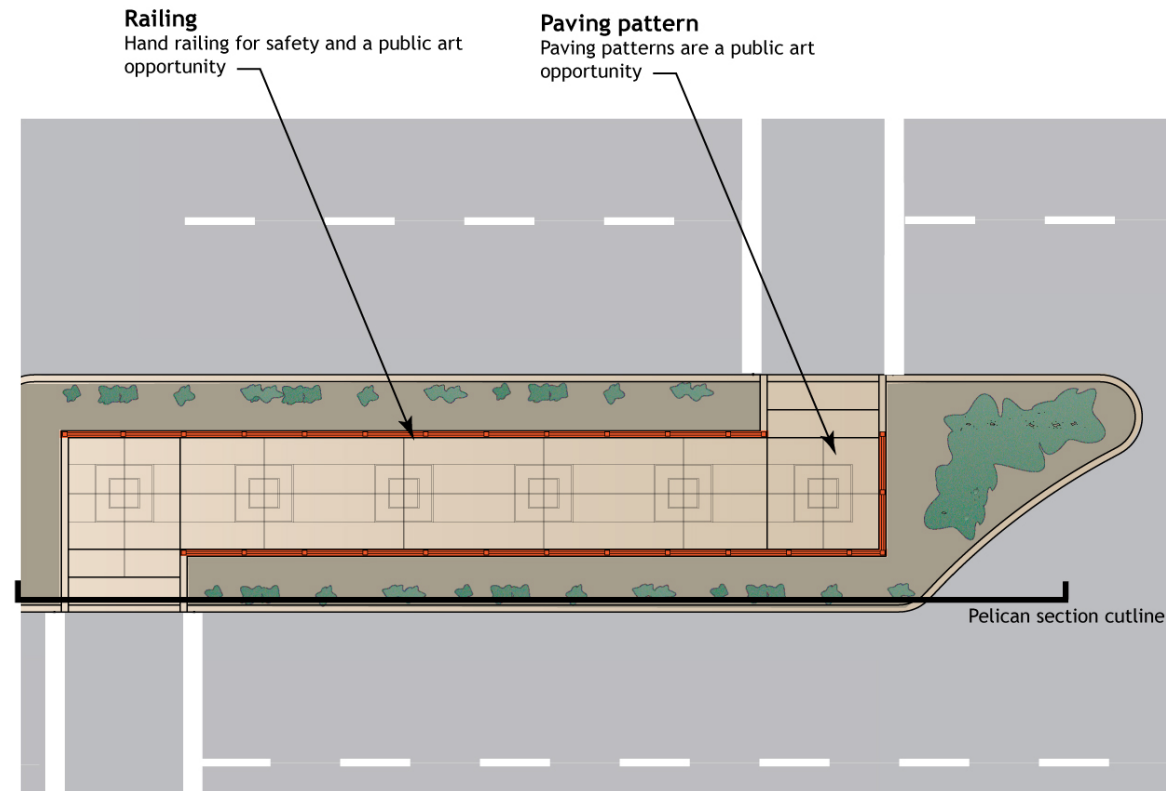 Railing
Hand railing for safety and a public art
opportunity
Paving pattern
Paving patterns are a public art
opportunity
Pelican section cutline